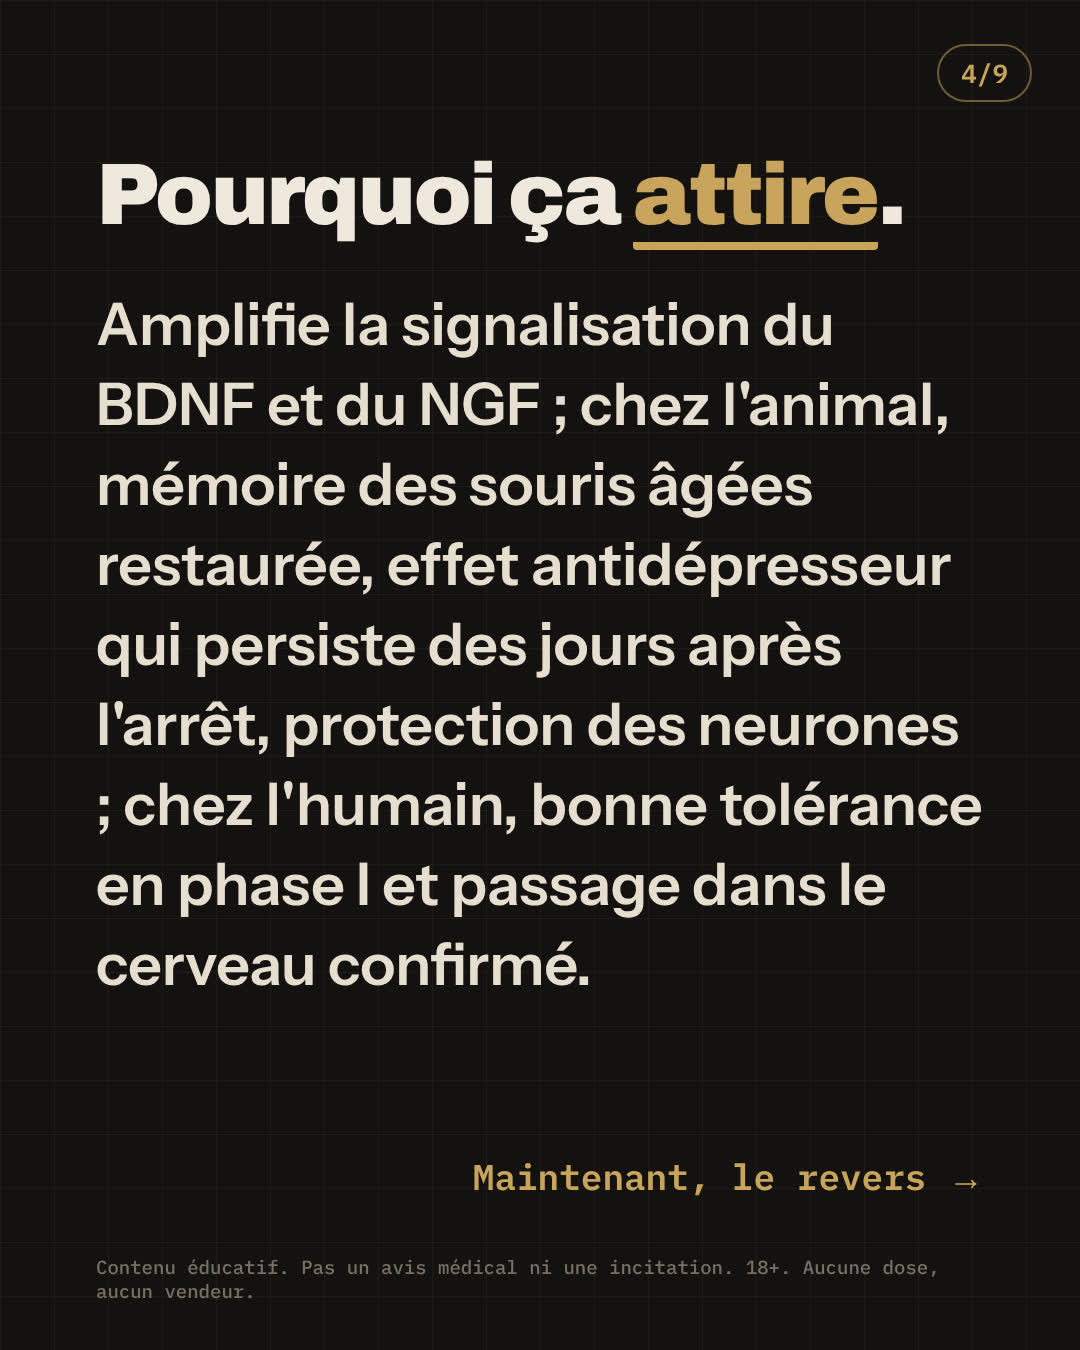 4/9
Pourquoi ça attire.
Amplifie la signalisation du
BDNF et du NGF ; chez l'animal,
mémoire des souris âgées
restaurée, effet antidépresseur
qui persiste des jours après
l'arrêt, protection des neurones
; chez l'humain, bonne tolérance
en phase I et passage dans le
cerveau confirmé.
Maintenant, le revers →
Contenu éducatif. Pas un avis médical ni une incitation. 18+. Aucune dose,
aucun vendeur.